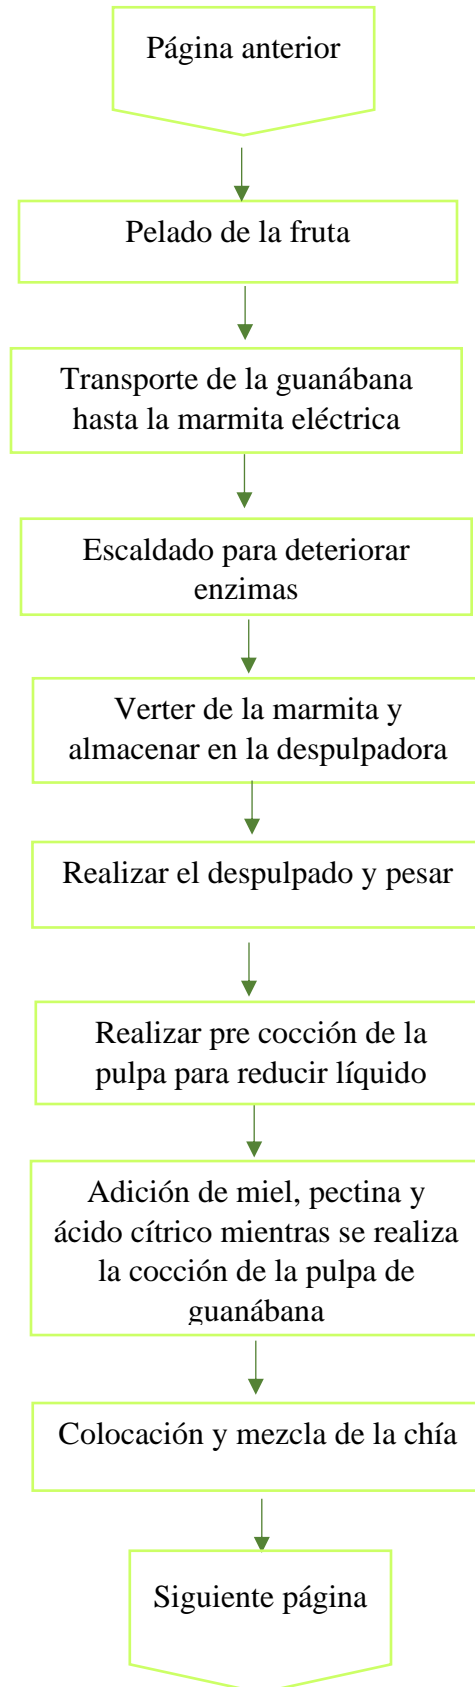 Página anterior
Pelado de la fruta
Transporte de la guanábana
hasta la marmita eléctrica
Escaldado para deteriorar
enzimas
Verter de la marmita y
almacenar en la despulpadora
Realizar el despulpado y pesar
Realizar pre cocción de la
pulpa para reducir líquido
Adición de miel, pectina y
ácido cítrico mientras se realiza
la cocción de la pulpa de
guanábana
Colocación y mezcla de la chía
Siguiente página